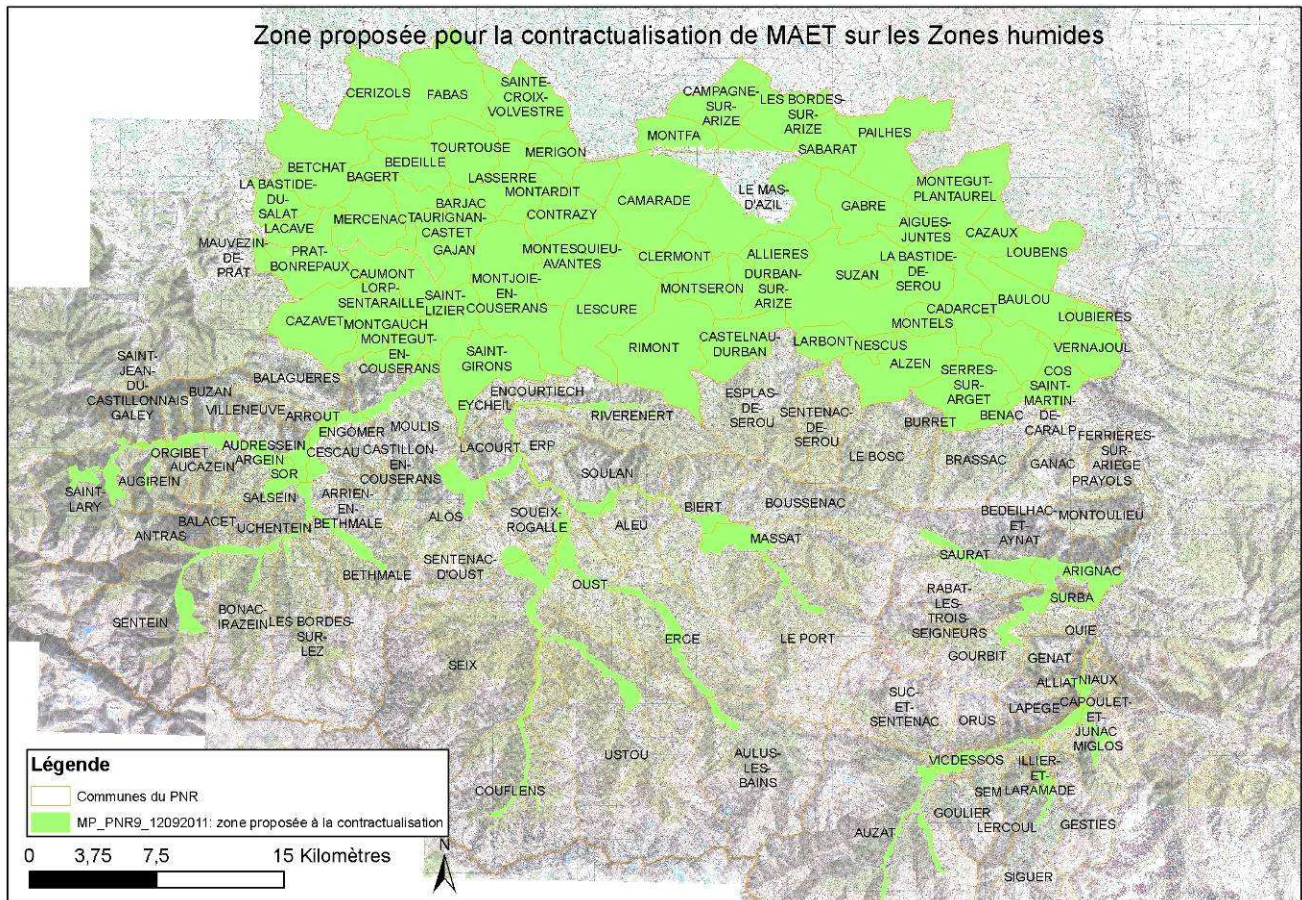 Zone proposée pour la contractualisation de MAET sur les Zones humides
CERIZOLS
FABAS
SAINTE-
CROIX-
VOLVESTRE
CAMPAGNE-
SUR-
ARIZE
LES BORDES-
SUR-
ARIZE
MONTFA
PAILHES
SABARAT
TOURTOUSE
MERIGON
BETCHAT
BEDEILLE
BAGERT
LASSERRE
MONTARDIT
LE MAS-
D'AZIL
MONTEGUT-
PLANTAUREL
LA BASTIDE-
DU-
SALAT
LACAVE
MERCENAC
BARJAC
TAURIGNAN-
CASTET
CONTRAZY
CAMARADE
GABRE
AIGUES-
JUNTES
CAZAUX
MAUVEZIN-
DE-
PRAT
PRAT-
BONREPAUX
GAJAN
MONTESQUIEU-
AVANTES
CLERMONT
ALLIERES
LOUBENS
CAUMONT
LORP-
SENTARAILLE
SAINT-
LIZIER
MONTJOIE-
EN-
COUSERANS
MONTSERON
DURBAN-
SUR-
ARIZE
SUZAN
LA BASTIDE-
DE-
SEROU
CAZAVET
MONTGAUCH
MONTEGUT-
EN-
COUSERANS
LESCURE
CADARCET
BAULOU
MONTELS
LOUBIERES
SAINT-
GIRONS
RIMONT
CASTELNAU-
DURBAN
LARBONT
NESCUS
ALZEN
VERNAJOUL
SAINT-
JEAN-
DU-
CASTILLONNAIS
GALEY
BUZAN
BALAGUERES
SERRES-
SUR-
ARGET
COS
SAINT-
MARTIN-
DE-
CARALP
BENAC
VILLENEUVE
ARROUT
ENCOURTIECH
EYCHEIL
RIVERENERT
ESPLAS-
DE-
SEROU
SENTENAC-
DE-
SEROU
BURRET
ENGOMER
MOULIS
ORGIBET
AUDRESSEIN
ARGEIN
AUCAZEIN
SOR
CESCAU
CASTILLON-
EN-
COUSERANS
LACOURT
ERP
LE BOSC
BRASSAC
GANAC
FERRIÈRES-
SUR-
ARIEGE
PRAYOLS
SAINT-
LARY
AUGIREIN
SALSEIN
ARRIEN-
EN-
BETHMALE
SOULAN
BALACET
UCHENTEIN
ANTRAS
ALOS
SOUEIX-
ROGALLE
ALEU
BIERT
BOUSSENAC
MASSAT
BEDEILHAC-
ET-
AYNAT
MONTOULIEU
BETHMALE
SENTENAC-
D'OUST
OUST
SAURAT
ARIGNAC
SURBA
SENTEIN
BONAC-
IRAZEIN
LES BORDES-
SUR-
LEZ
SEIX
ERCE
LE PORT
RABAT-
LES-
TROIS-
SEIGNEURS
QUIE
GOURBIT
GENAT
ALLIAT
NIAUX
SUC-
ET-
SENTENAC
ORUS
LAPEGE
CAPOULET-
ET-
JUNAC
MIGLOS
USTOU
AULUS-
LES-
BAINS
VICDESSOS
ILLIER-
ET-
LARAMADE
COUFLENS
SEM
GOULIER
LERCOUL
GESTIES
AUZAT
SIGUER
Légende
Communes du PNR
MP_PNR9_12092011: zone proposée à la contractualisation
0 3,75 7,5 15 Kilomètres
N